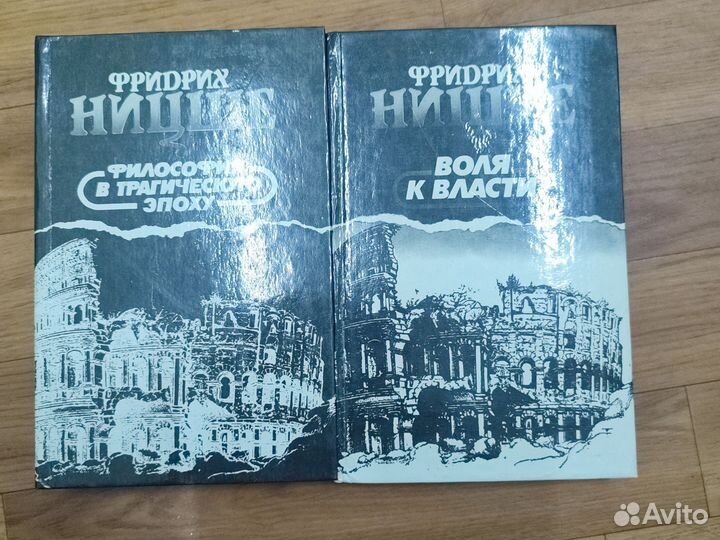 ФРИДРИХ
НИЦШЕ
ФИЛОСОФИЯ
В ТРАГИЧЕСКУЮ
ЭПОХУ
ФРИДРИХ
НИЦШЕ
ВОЛЯ
К ВЛАСТИ
Avito